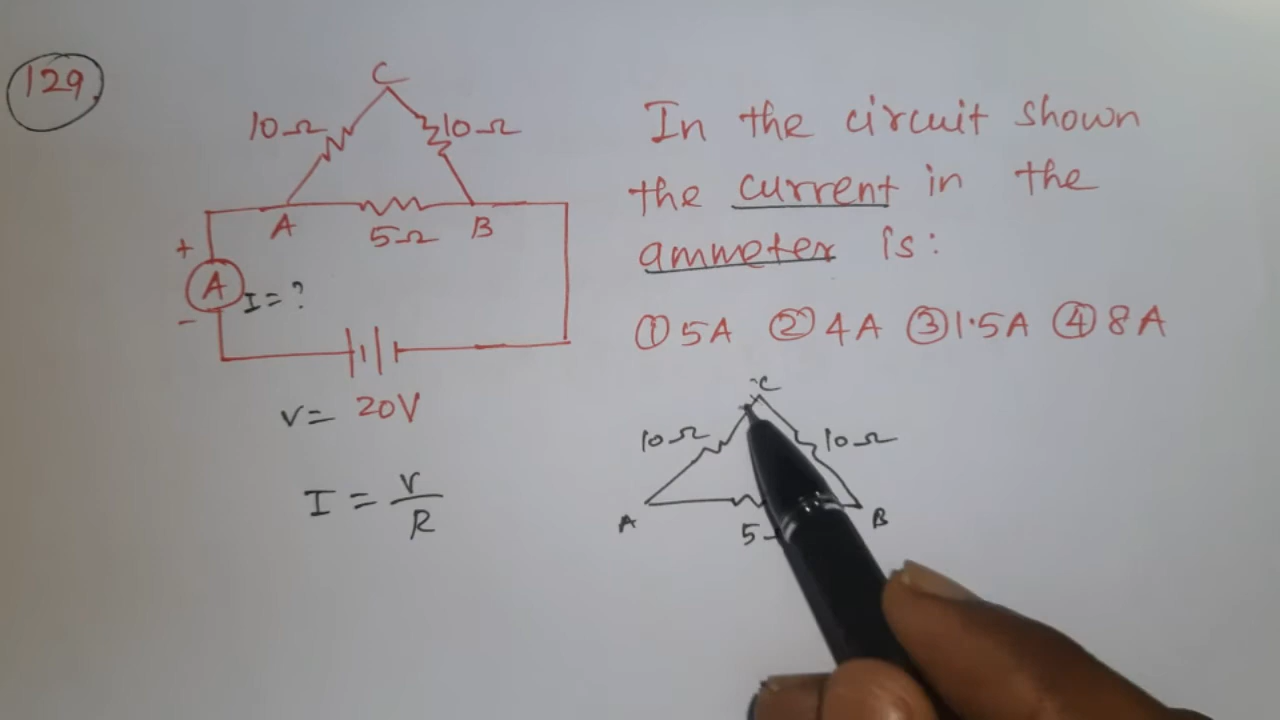 129
C
10Ω
10Ω
A
5Ω
B
+
A
I = ?
-
V = 20V
I = V/R
In the circuit shown
the current in the
ammeter is:
① 5A ② 4A ③ 1.5A ④ 8A
C
10Ω
10Ω
A
5
B